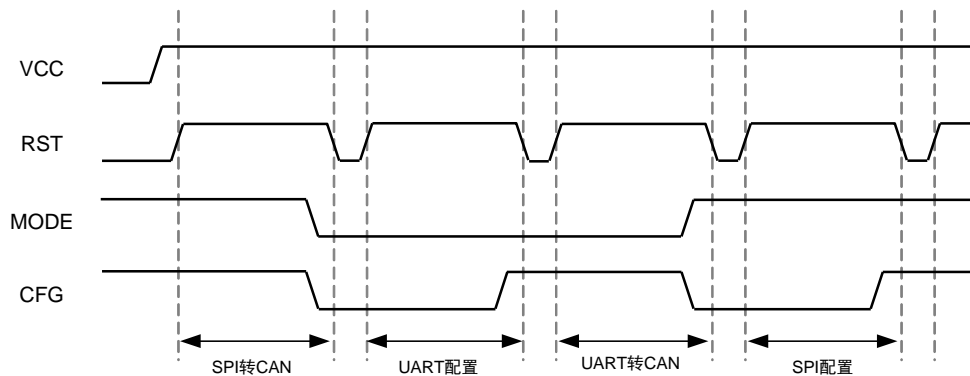 VCC
RST
MODE
CFG
SPI转CAN
UART配置
UART转CAN
SPI配置